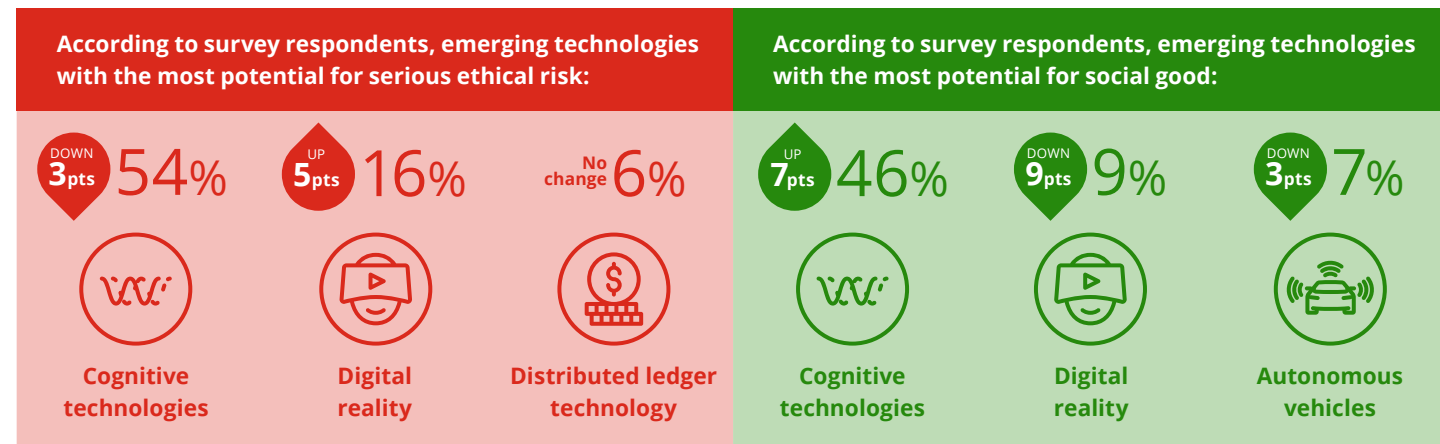 According to survey respondents, emerging technologies
with the most potential for serious ethical risk:
DOWN
3pts
54%
UP
5pts
16%
No
change
6%
Cognitive
technologies
Digital
reality
Distributed ledger
technology
According to survey respondents, emerging technologies
with the most potential for social good:
UP
7pts
46%
DOWN
9pts
9%
DOWN
3pts
7%
Cognitive
technologies
Digital
reality
Autonomous
vehicles